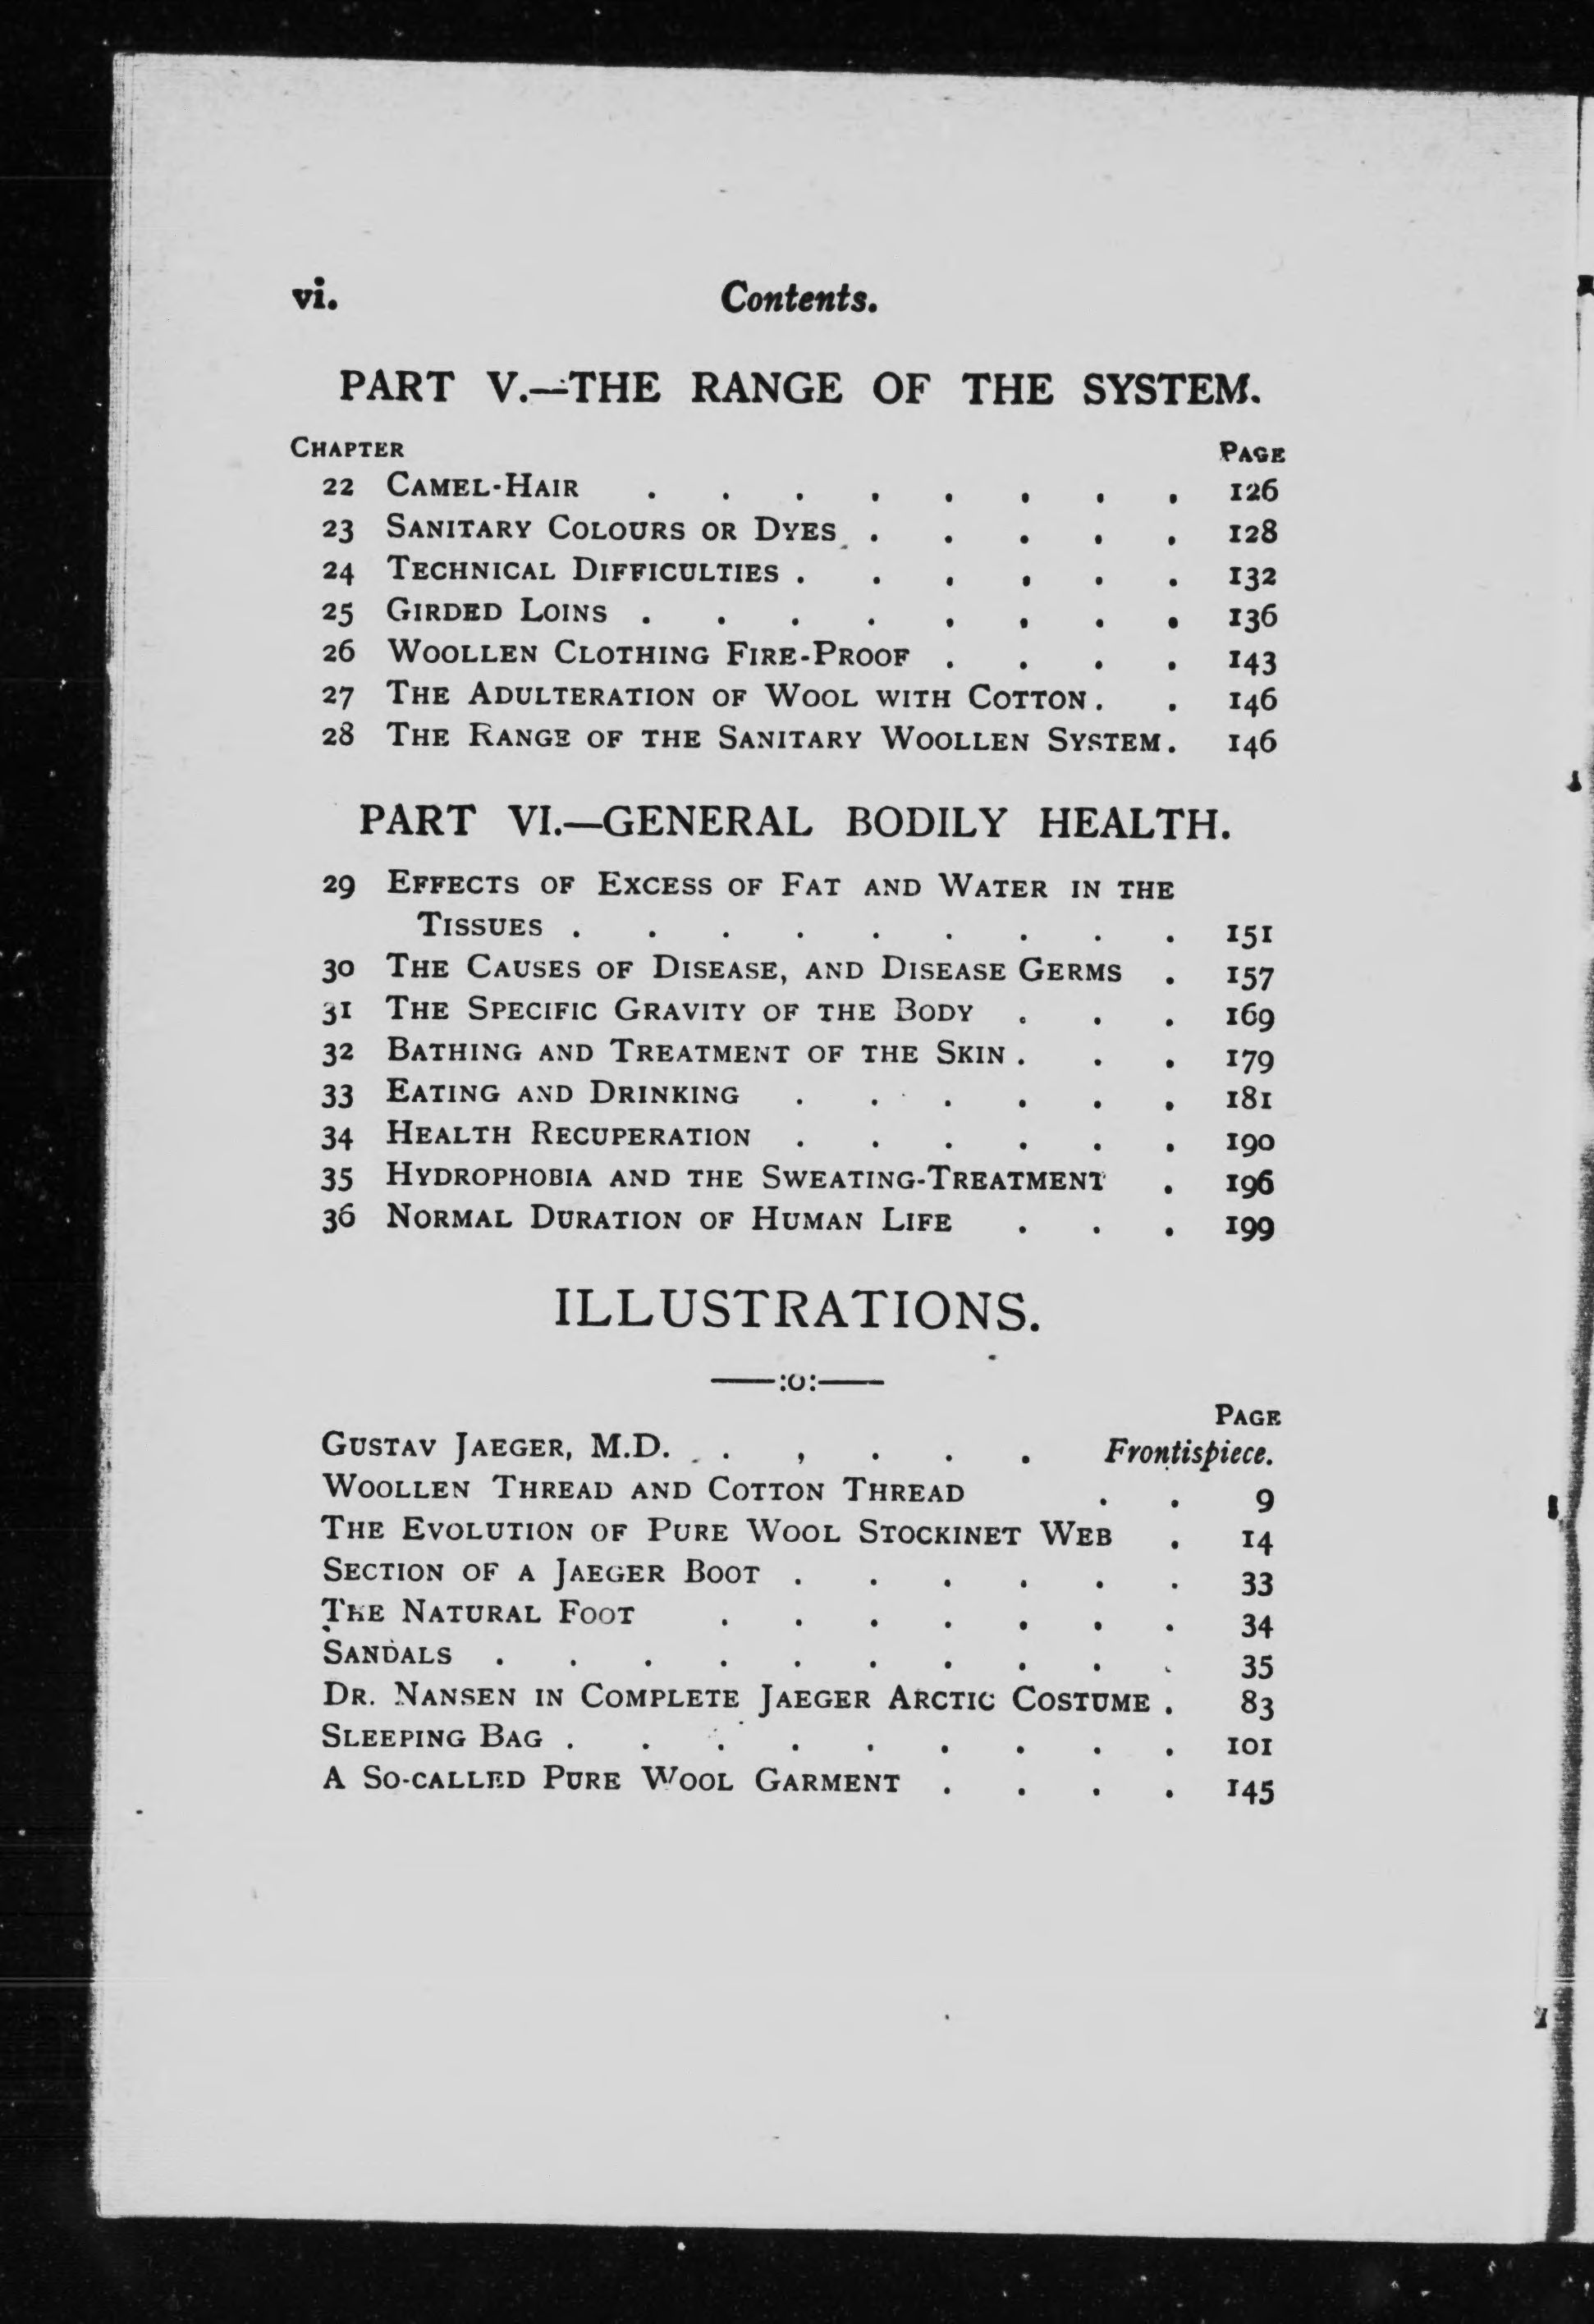 vi. Contents.
PART V.—THE RANGE OF THE SYSTEM.
CHAPTER PAGE
22 CAMEL-HAIR . . . . . . . . 126
23 SANITARY COLOURS OR DYES . . . . . 128
24 TECHNICAL DIFFICULTIES . . . . . . 132
25 GIRDED LOINS . . . . . . . . 136
26 WOOLLEN CLOTHING FIRE-PROOF . . . . 143
27 THE ADULTERATION OF WOOL WITH COTTON . . 146
28 THE RANGE OF THE SANITARY WOOLLEN SYSTEM . 146
PART VI.—GENERAL BODILY HEALTH.
29 EFFECTS OF EXCESS OF FAT AND WATER IN THE
TISSUES . . . . . . . . . 151
30 THE CAUSES OF DISEASE, AND DISEASE GERMS . 157
31 THE SPECIFIC GRAVITY OF THE BODY . . . 169
32 BATHING AND TREATMENT OF THE SKIN . . . 179
33 EATING AND DRINKING . . . . . . 181
34 HEALTH RECUPERATION . . . . . . 190
35 HYDROPHOBIA AND THE SWEATING-TREATMENT . 196
36 NORMAL DURATION OF HUMAN LIFE . . . 199
ILLUSTRATIONS.
——:o:——
PAGE
GUSTAV JAEGER, M.D. . . , . . . Frontispiece.
WOOLLEN THREAD AND COTTON THREAD . . 9
THE EVOLUTION OF PURE WOOL STOCKINET WEB . 14
SECTION OF A JAEGER BOOT . . . . . . 33
THE NATURAL FOOT . . . . . . . 34
SANDALS . . . . . . . . . . 35
DR. NANSEN IN COMPLETE JAEGER ARCTIC COSTUME . 83
SLEEPING BAG . . . . . . . . . 101
A SO-CALLED PURE WOOL GARMENT . . . . 145